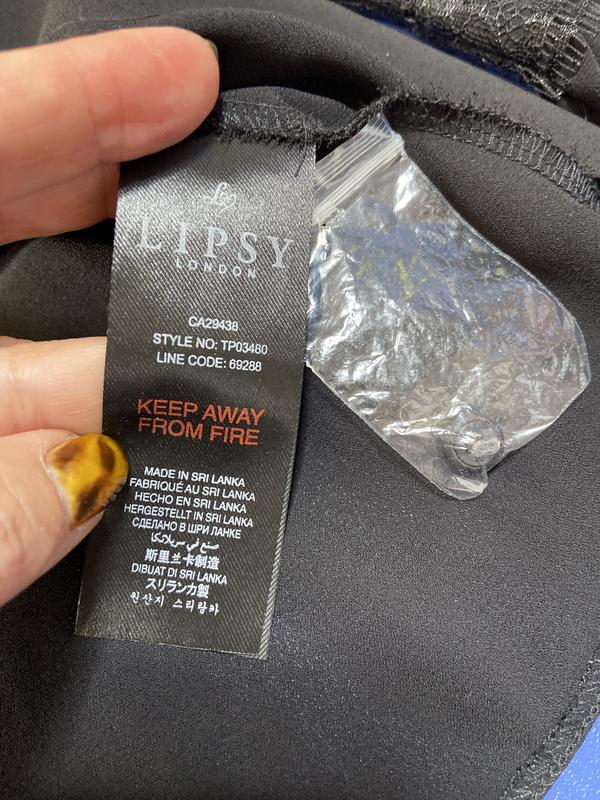 LIPSY
LONDON
CA29438
STYLE NO: TP03480
LINE CODE: 69288
KEEP AWAY
FROM FIRE
MADE IN SRI LANKA
FABRIQUÉ AU SRI LANKA
HECHO EN SRI LANKA
HERGESTELLT IN SRI LANKA
СДЕЛАНО В ШРИ ЛАНКЕ
صنع في سريلانكا
斯里兰卡制造
DIBUAT DI SRI LANKA
スリランカ製
원산지 스리랑카